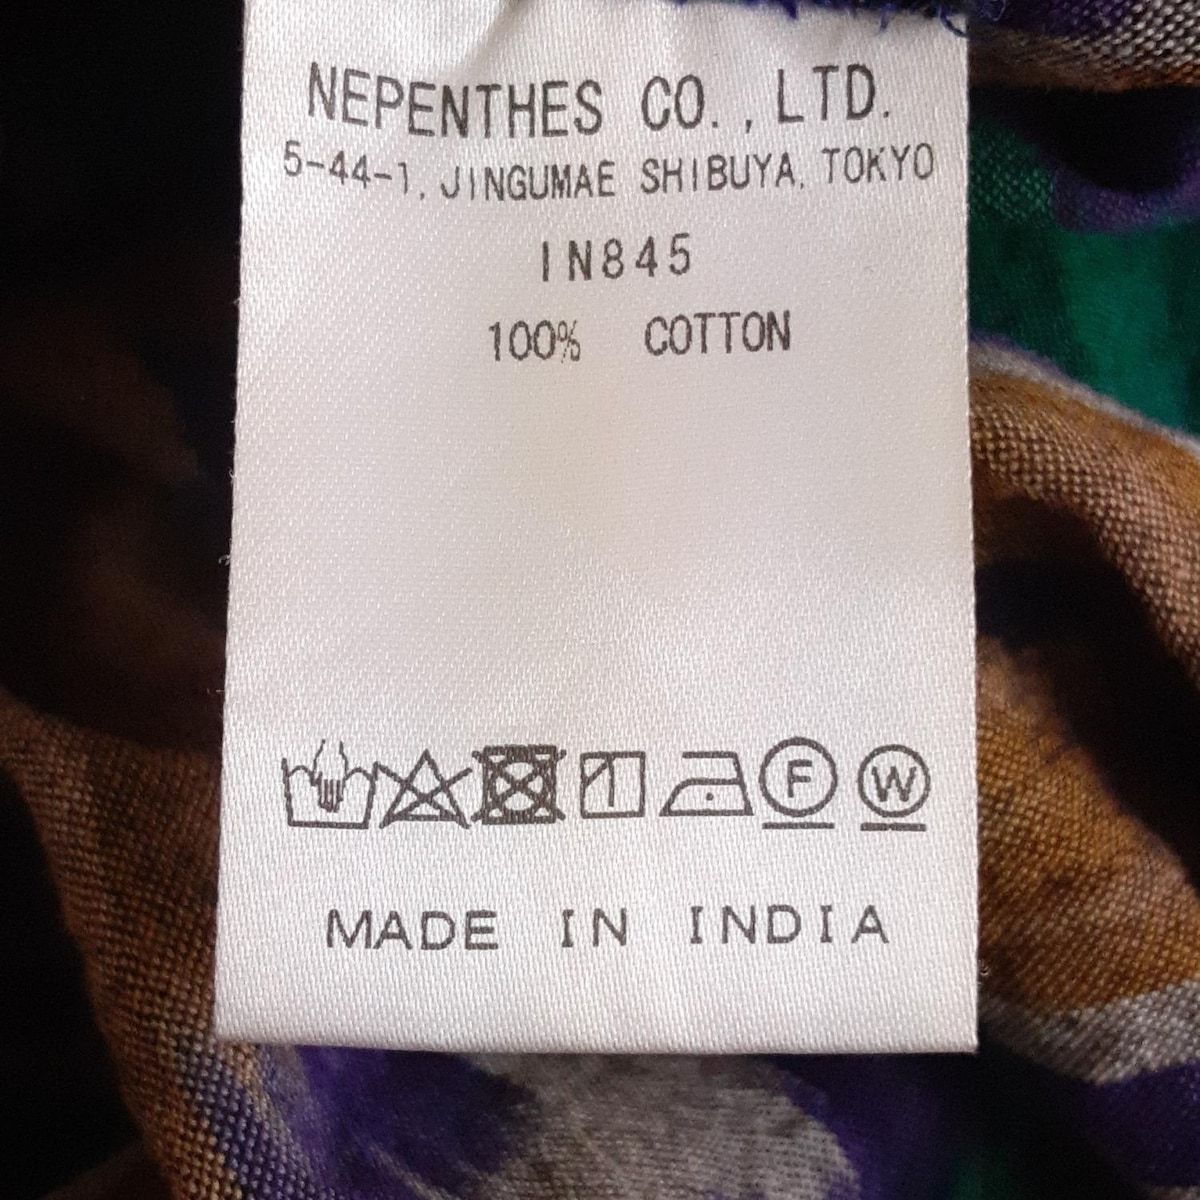 NEPENTHES CO.,LTD.
5-44-1, JINGUMAE SHIBUYA, TOKYO
IN845
100% COTTON
F W
MADE IN INDIA